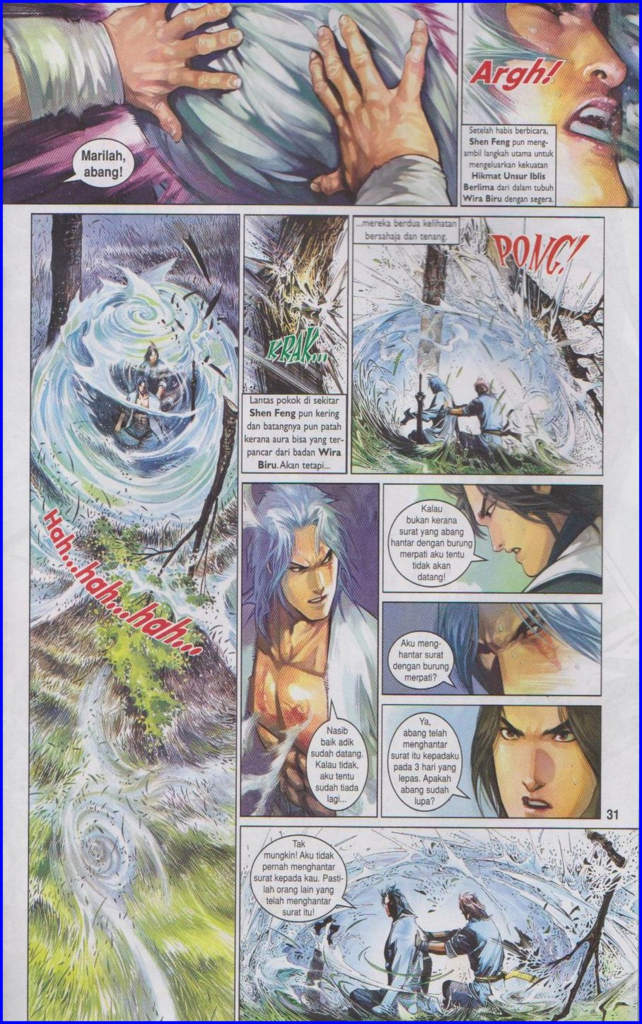 Marilah,
abang!
Argh!
Setelah habis berbicara,
Shen Feng pun meng-
ambil langkah utama untuk
mengeluarkan kekuatan
Hikmat Unsur Iblis
Berlima dari dalam tubuh
Wira Biru dengan segera.
Hah...hah...hah...
KRAK...
Lantas pokok di sekitar
Shen Feng pun kering
dan batangnya pun patah
kerana aura bisa yang ter-
pancar dari badan Wira
Biru. Akan tetapi...
...mereka berdua kelihatan
bersahaja dan tenang.
PONG!
Nasib
baik adik
sudah datang.
Kalau tidak,
aku tentu
sudah tiada
lagi...
Kalau
bukan kerana
surat yang abang
hantar dengan burung
merpati aku tentu
tidak akan
datang!
Aku meng-
hantar surat
dengan burung
merpati?
Ya,
abang telah
menghantar
surat itu kepadaku
pada 3 hari yang
lepas. Apakah
abang sudah
lupa?
31
Tak
mungkin! Aku tidak
pernah menghantar
surat kepada kau. Pasti-
lah orang lain yang
telah menghantar
surat itu!